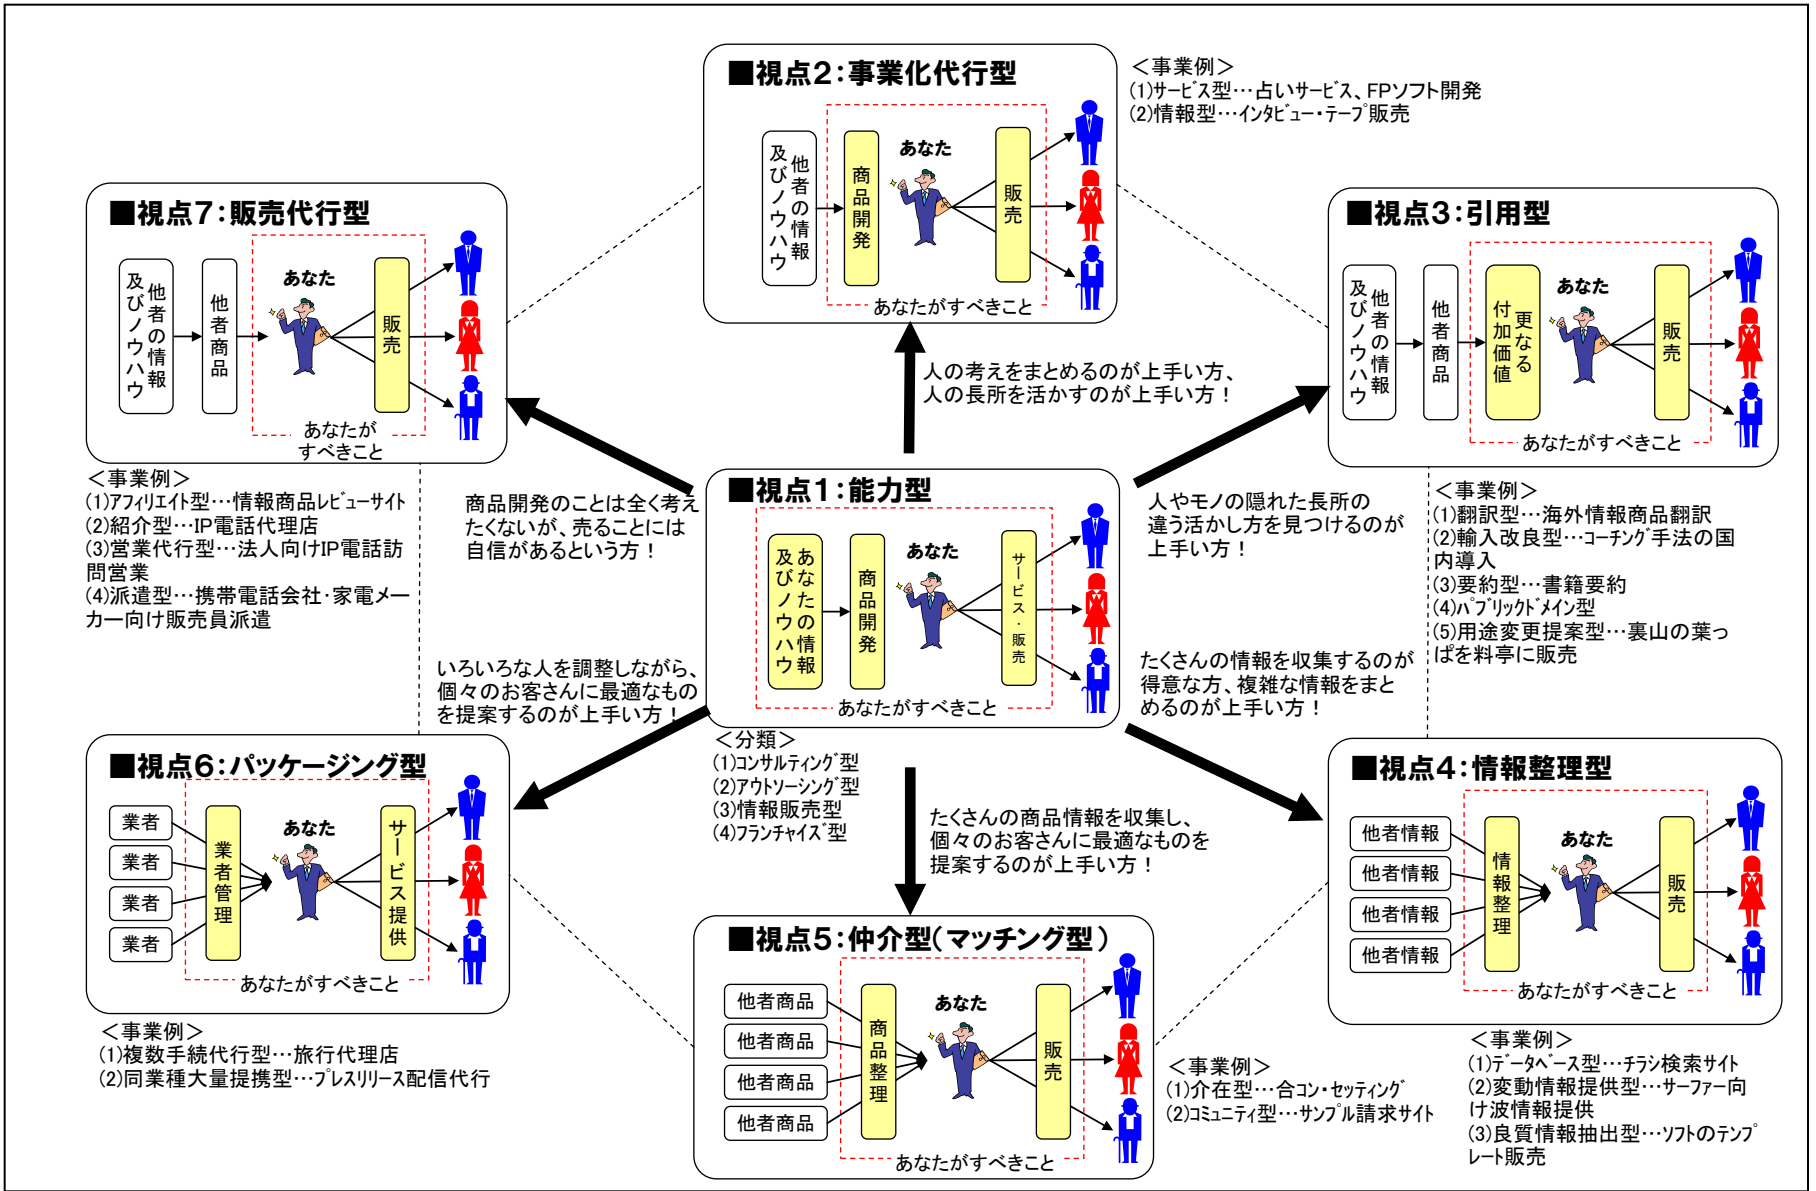 ■視点2：事業化代行型
他者の情報
及びノウハウ
商品開発
あなた
販売
あなたがすべきこと
＜事業例＞
(1)サービス型…占いサービス、FPソフト開発
(2)情報型…インタビュー・テープ販売
■視点7：販売代行型
他者の情報
及びノウハウ
他者商品
あなた
販売
あなたが
すべきこと
＜事業例＞
(1)アフィリエイト型…情報商品レビューサイト
(2)紹介型…IP電話代理店
(3)営業代行型…法人向けIP電話訪
問営業
(4)派遣型…携帯電話会社・家電メー
カー向け販売員派遣
■視点3：引用型
他者の情報
及びノウハウ
他者商品
更なる
付加価値
あなた
販売
あなたがすべきこと
＜事業例＞
(1)翻訳型…海外情報商品翻訳
(2)輸入改良型…コーチング手法の国
内導入
(3)要約型…書籍要約
(4)パブリックドメイン型
(5)用途変更提案型…裏山の葉っ
ぱを料亭に販売
人の考えをまとめるのが上手い方、
人の長所を活かすのが上手い方！
商品開発のことは全く考え
たくないが、売ることには
自信があるという方！
人やモノの隠れた長所の
違う活かし方を見つけるのが
上手い方！
■視点1：能力型
あなたの情報
及びノウハウ
商品開発
あなた
サービス・販売
あなたがすべきこと
＜分類＞
(1)コンサルティング型
(2)アウトソーシング型
(3)情報販売型
(4)フランチャイズ型
いろいろな人を調整しながら、
個々のお客さんに最適なもの
を提案するのが上手い方！
たくさんの情報を収集するのが
得意な方、複雑な情報をまと
めるのが上手い方！
たくさんの商品情報を収集し、
個々のお客さんに最適なものを
提案するのが上手い方！
■視点6：パッケージング型
業者
業者
業者
業者
業者管理
あなた
サービス提供
あなたがすべきこと
＜事業例＞
(1)複数手続代行型…旅行代理店
(2)同業種大量提携型…プレスリリース配信代行
■視点5：仲介型（マッチング型）
他者商品
他者商品
他者商品
他者商品
商品整理
あなた
販売
あなたがすべきこと
＜事業例＞
(1)介在型…合コン・セッティング
(2)コミュニティ型…サンプル請求サイト
■視点4：情報整理型
他者情報
他者情報
他者情報
他者情報
情報整理
あなた
販売
あなたがすべきこと
＜事業例＞
(1)データベース型…チラシ検索サイト
(2)変動情報提供型…サーファー向
け波情報提供
(3)良質情報抽出型…ソフトのテンプ
レート販売